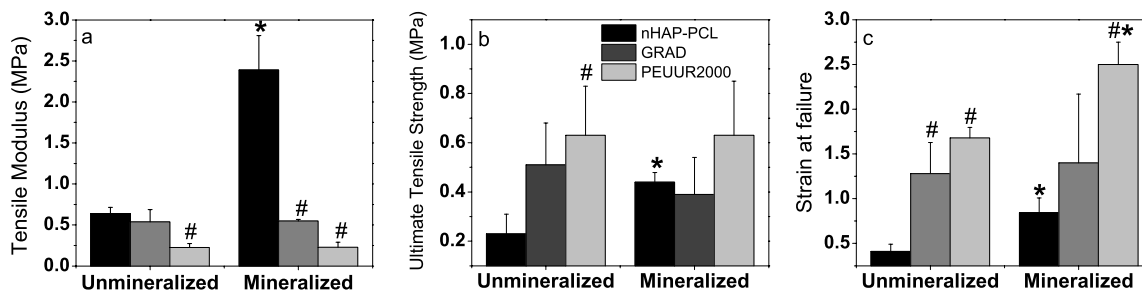 a
Tensile Modulus (MPa)
3.0
2.5
2.0
1.5
1.0
0.5
0.0
*
#
#
#
Unmineralized Mineralized
b
Ultimate Tensile Strength (MPa)
1.0
0.8
0.6
0.4
0.2
nHAP-PCL
GRAD
PEUUR2000
#
*
Unmineralized Mineralized
c
Strain at failure
3.0
2.5
2.0
1.5
1.0
0.5
#*
#
#
*
Unmineralized Mineralized